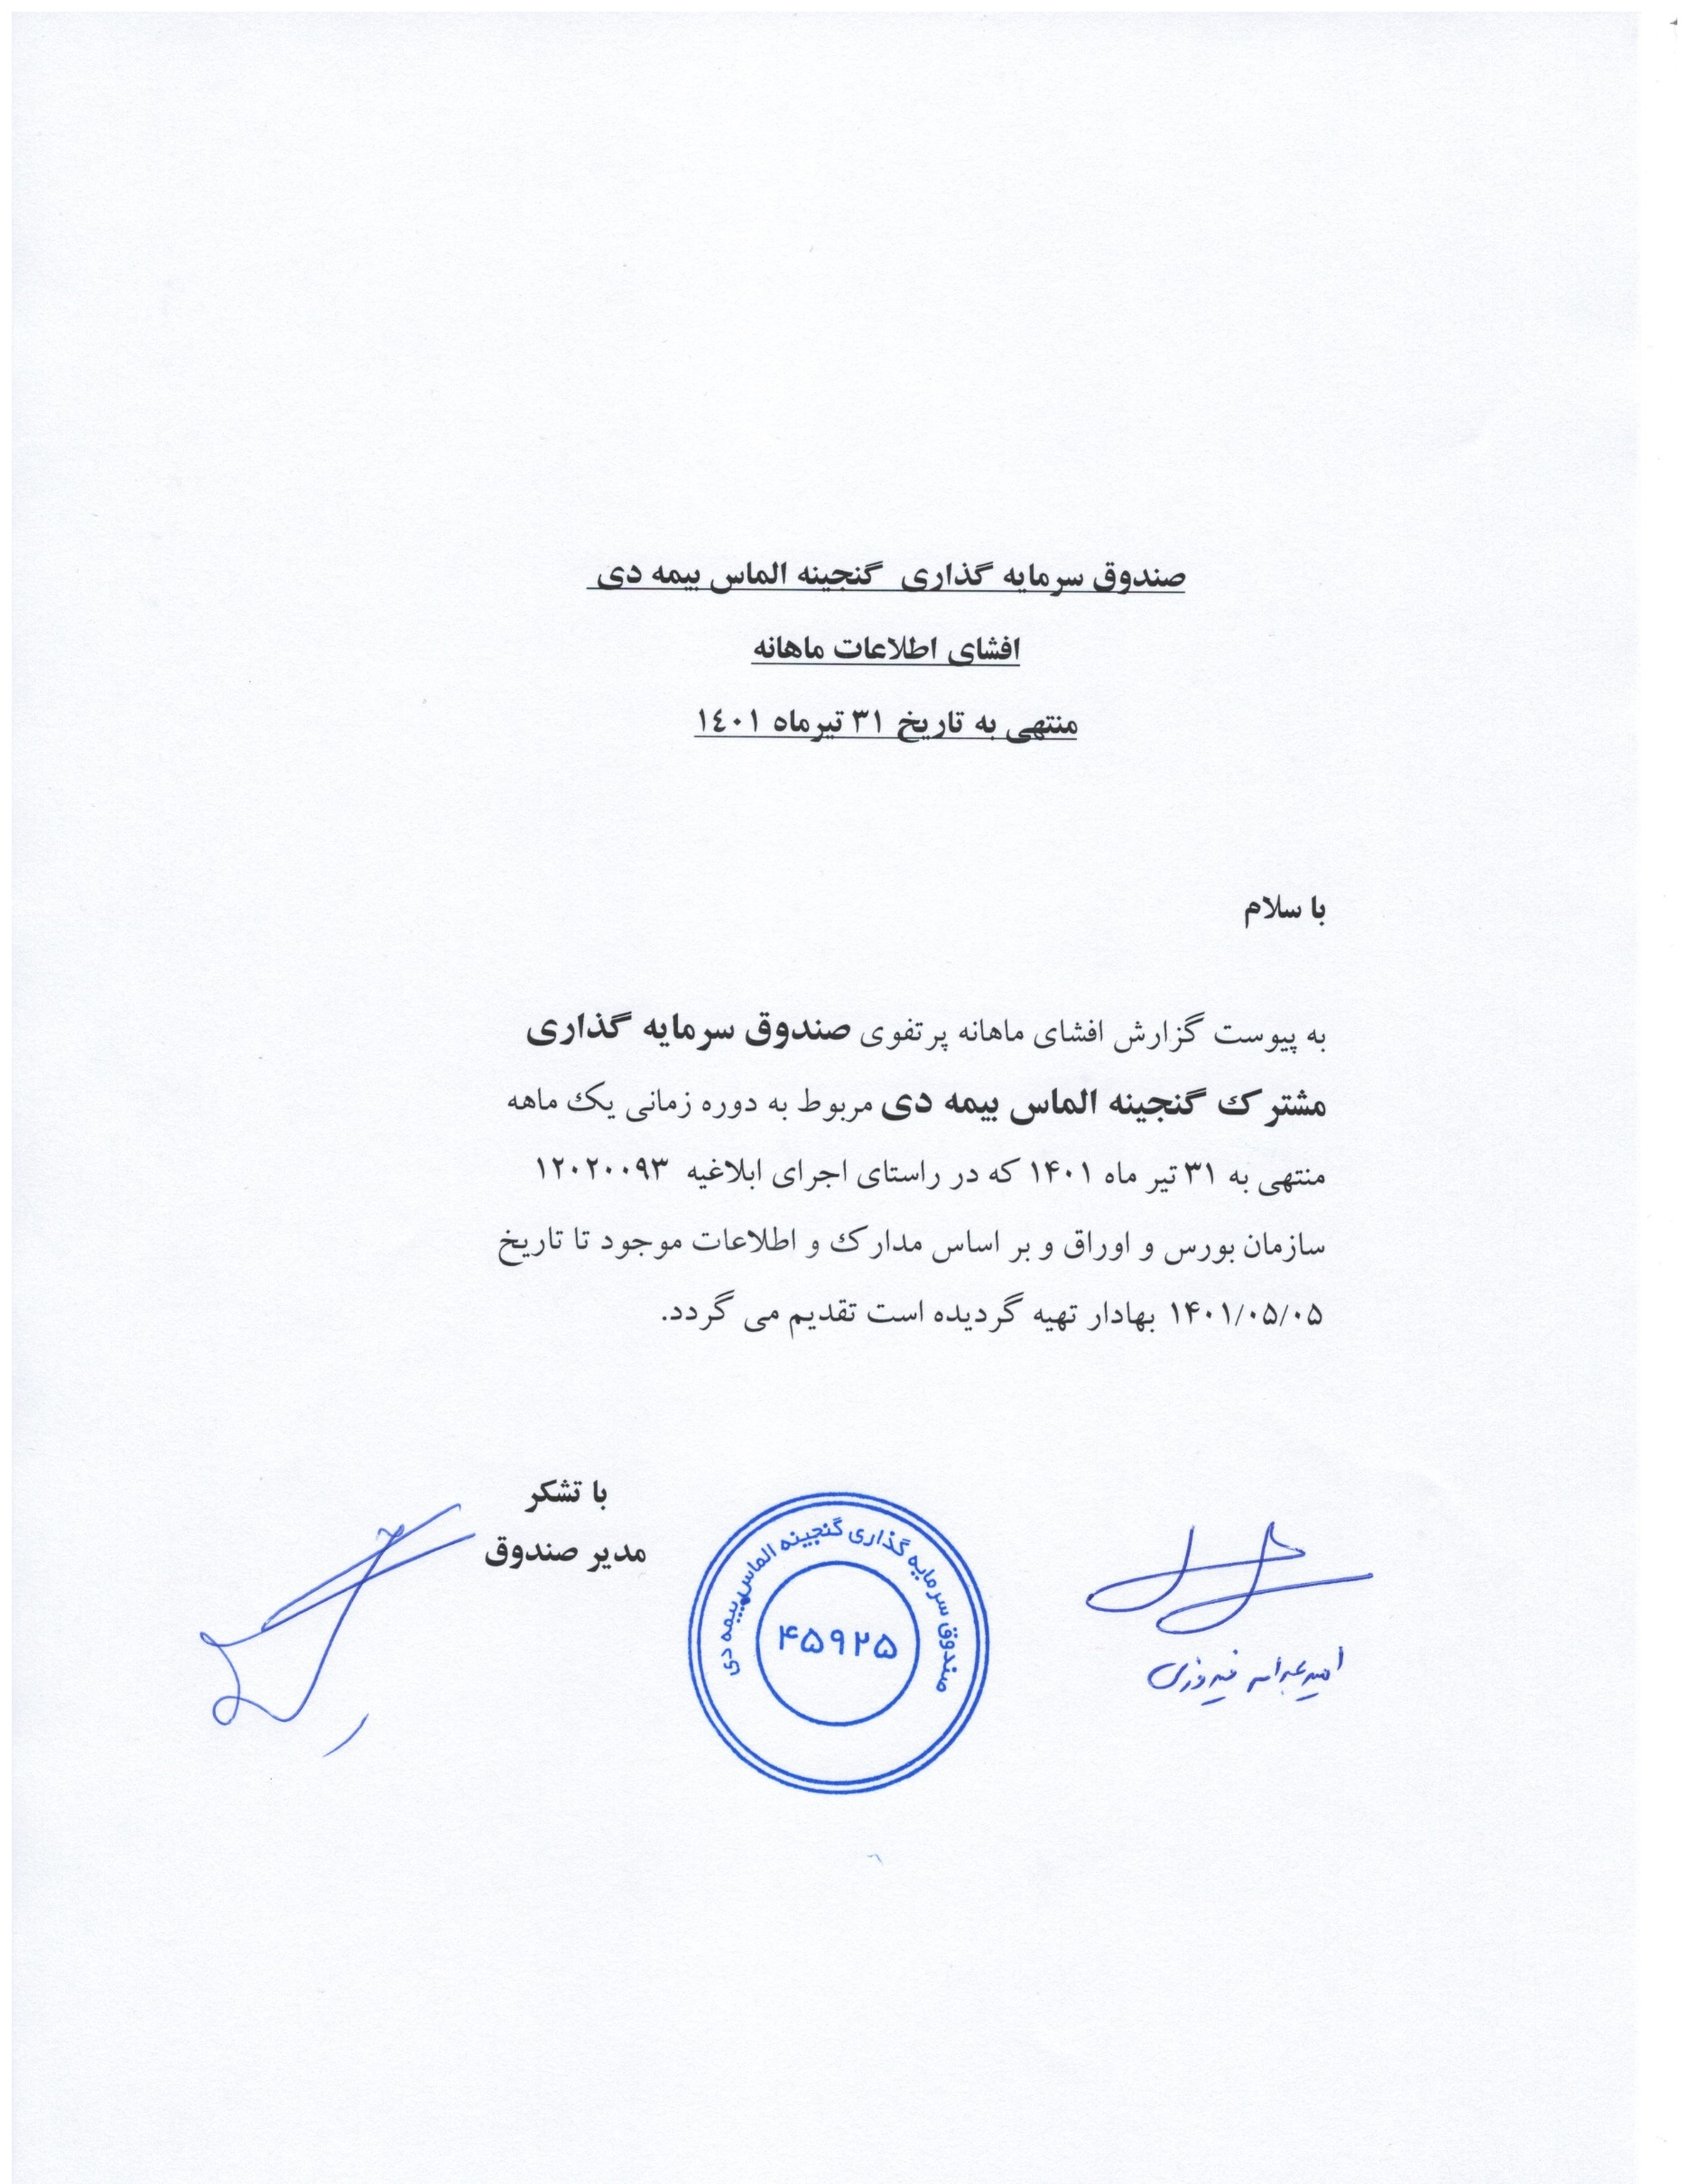 صندوق سرمایه گذاری گنجینه الماس بیمه دی
افشای اطلاعات ماهانه
منتهی به تاریخ ۳۱ تیرماه ۱٤۰۱
با سلام
به پیوست گزارش افشای ماهانه پرتفوی صندوق سرمایه گذاری
مشترک گنجینه الماس بیمه دی مربوط به دوره زمانی یک ماهه
منتهی به ۳۱ تیر ماه ۱۴۰۱ که در راستای اجرای ابلاغیه ۱۲۰۲۰۰۹۳
سازمان بورس و اوراق و بر اساس مدارک و اطلاعات موجود تا تاریخ
۱۴۰۱/۰۵/۰۵ بهادار تهیه گردیده است تقدیم می گردد.
با تشکر
مدیر صندوق
صندوق سرمایه گذاری گنجینه الماس بیمه دی
۴۵۹۲۵